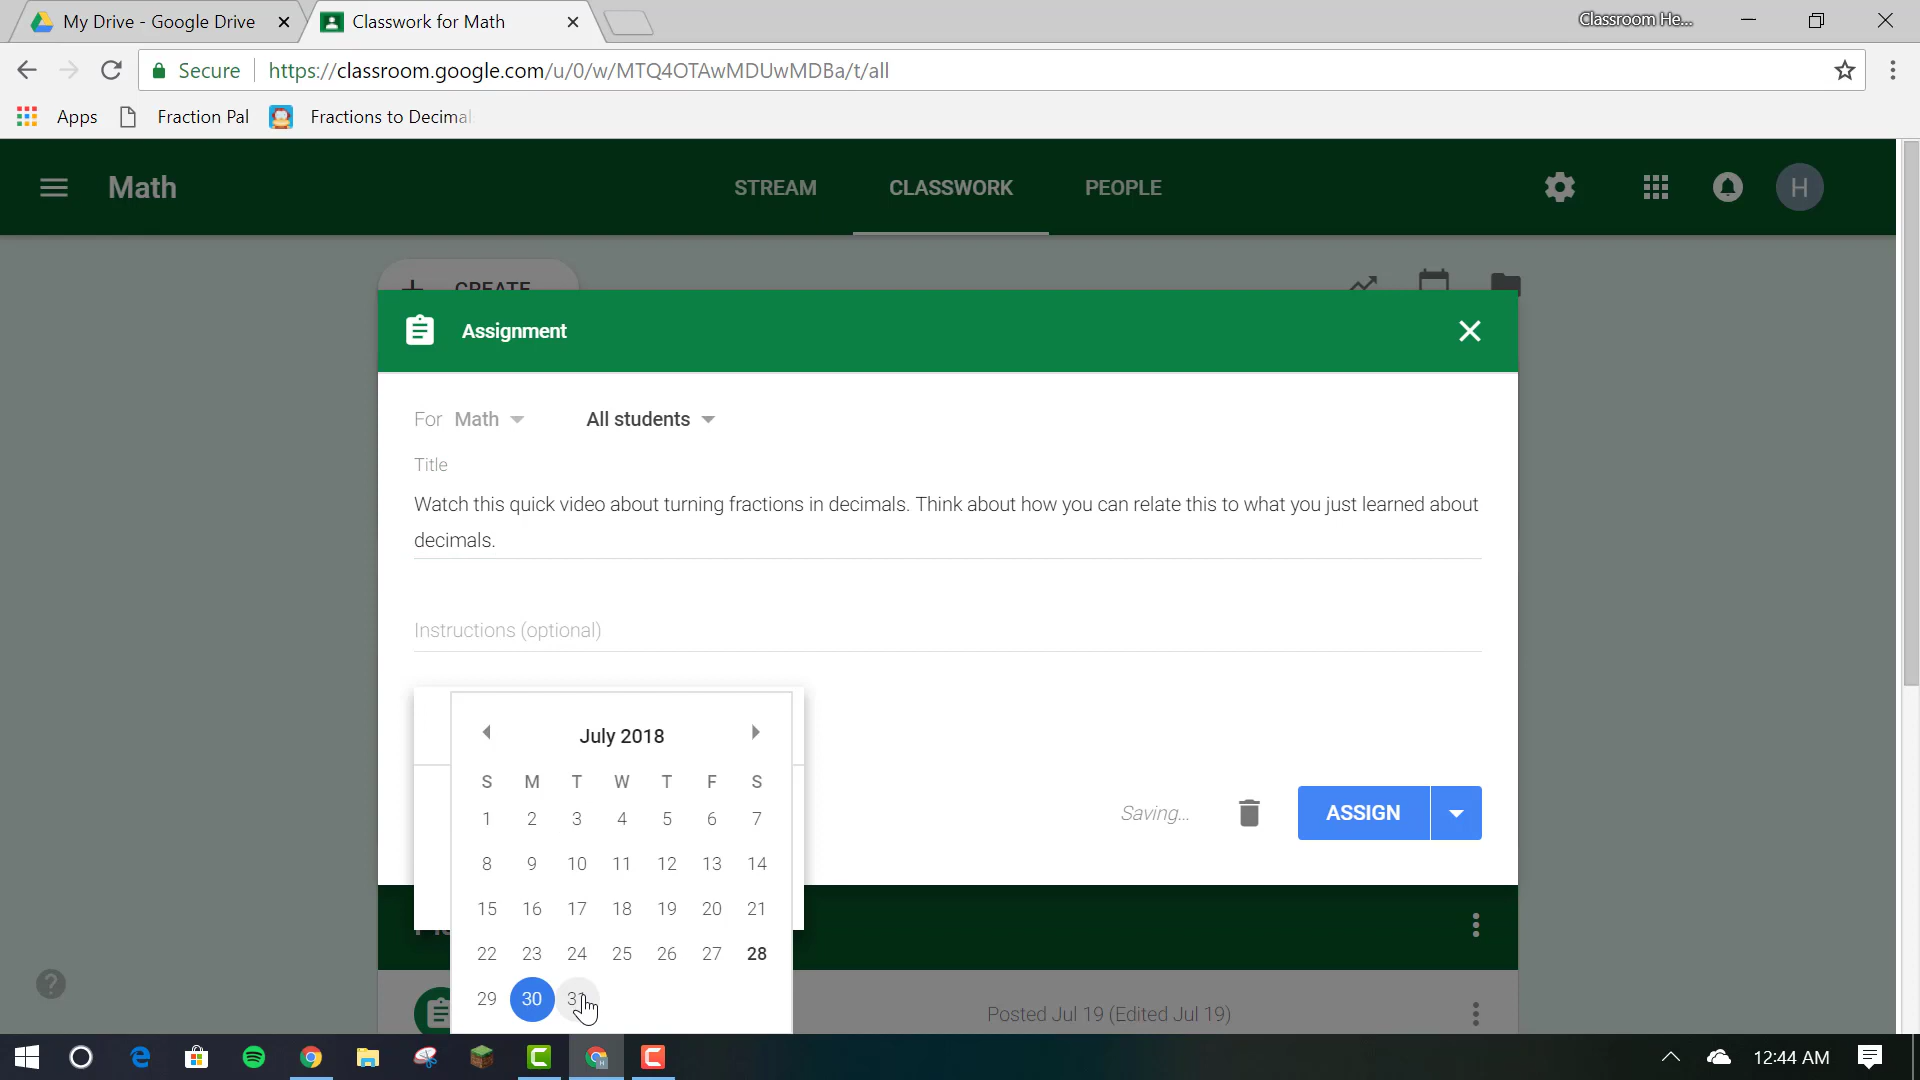 My Drive - Google Drive
Classwork for Math
Classroom He...
Secure
https://classroom.google.com/u/0/w/MTQ4OTAwMDUwMDBa/t/all
Apps
Fraction Pal
Fractions to Decimal
Math
STREAM
CLASSWORK
PEOPLE
H
CREATE
Assignment
For Math
All students
Title
Watch this quick video about turning fractions in decimals. Think about how you can relate this to what you just learned about
decimals.
Instructions (optional)
July 2018
S M T W T F S
1 2 3 4 5 6 7
8 9 10 11 12 13 14
15 16 17 18 19 20 21
22 23 24 25 26 27 28
29 30 31
Saving...
ASSIGN
Posted Jul 19 (Edited Jul 19)
12:44 AM